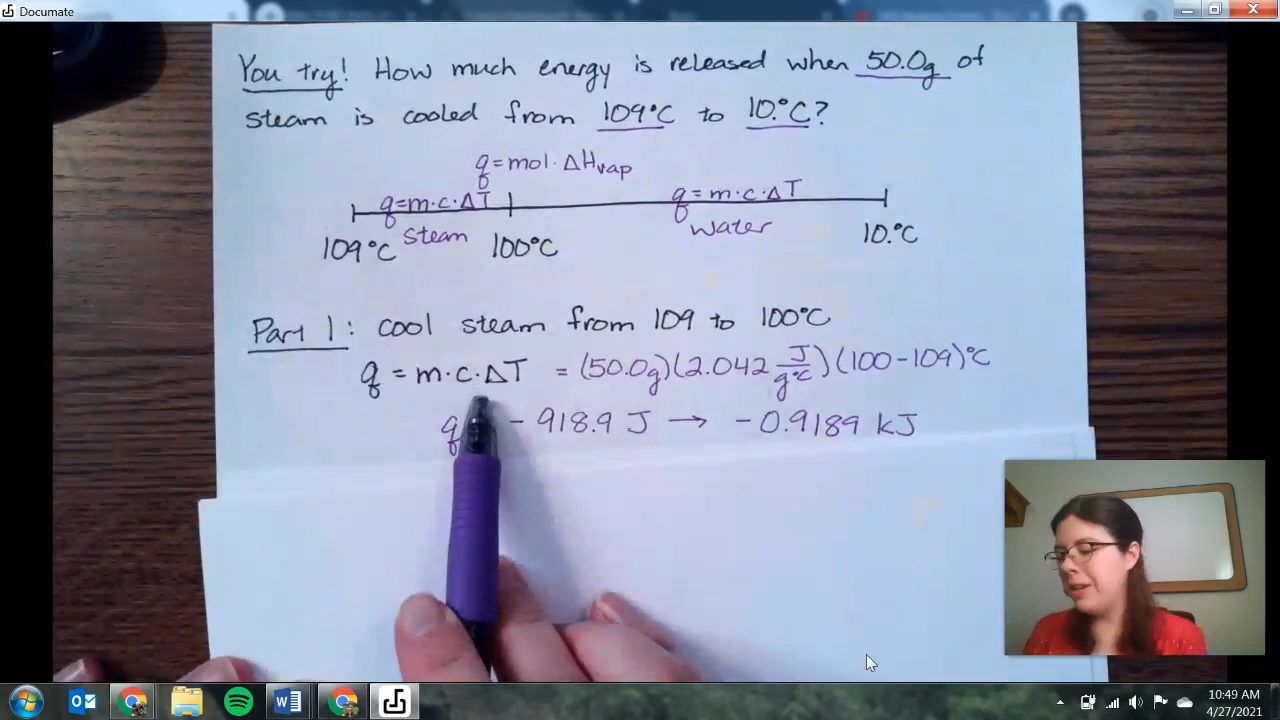 Documate
You try! How much energy is released when 50.0g of
steam is cooled from 109°C to 10.°C?
q=mol·ΔHvap
q=m·c·ΔT
q=m·c·ΔT
steam
water
109°C
100°C
10.°C
Part 1: cool steam from 109 to 100°C
q = m·c·ΔT = (50.0g)(2.042 J/g°C)(100-109)°C
q - 918.9 J → - 0.9189 kJ
10:49 AM
4/27/2021